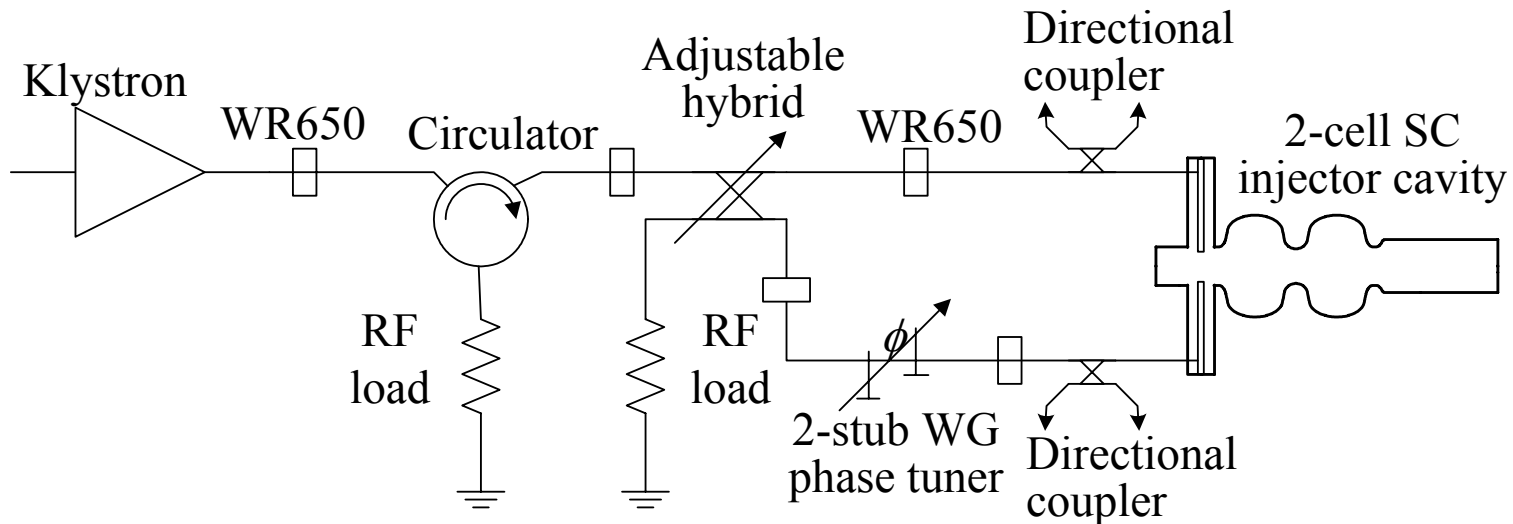 Klystron
WR650
Circulator
Adjustable
hybrid
WR650
Directional
coupler
2-cell SC
injector cavity
RF
load
RF
load
ϕ
2-stub WG
phase tuner
Directional
coupler